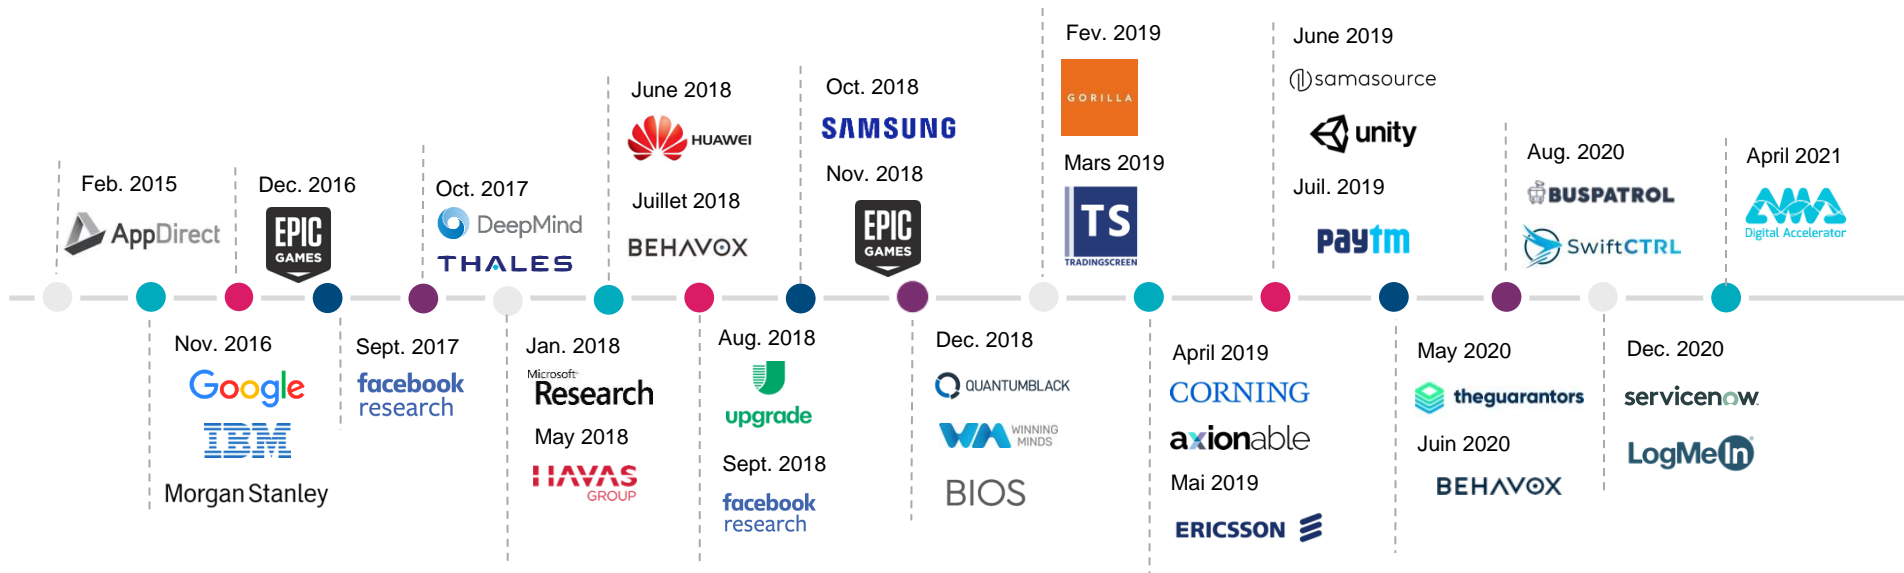 Feb. 2015
AppDirect
Nov. 2016
Google
IBM
Morgan Stanley
Dec. 2016
EPIC
GAMES
Sept. 2017
facebook
research
Oct. 2017
DeepMind
THALES
Jan. 2018
Microsoft
Research
May 2018
HAVAS
GROUP
June 2018
HUAWEI
Juillet 2018
BEHAVOX
Aug. 2018
upgrade
Sept. 2018
facebook
research
Oct. 2018
SAMSUNG
Nov. 2018
EPIC
GAMES
Dec. 2018
QUANTUMBLACK
WM WINNING
MINDS
BIOS
Fev. 2019
GORILLA
Mars 2019
TS
TRADINGSCREEN
April 2019
CORNING
axionable
Mai 2019
ERICSSON
June 2019
samasource
unity
Juil. 2019
paytm
May 2020
theguarantors
Juin 2020
BEHAVOX
Aug. 2020
BUSPATROL
SwiftCTRL
Dec. 2020
servicenow
LogMeIn
April 2021
Digital Accelerator